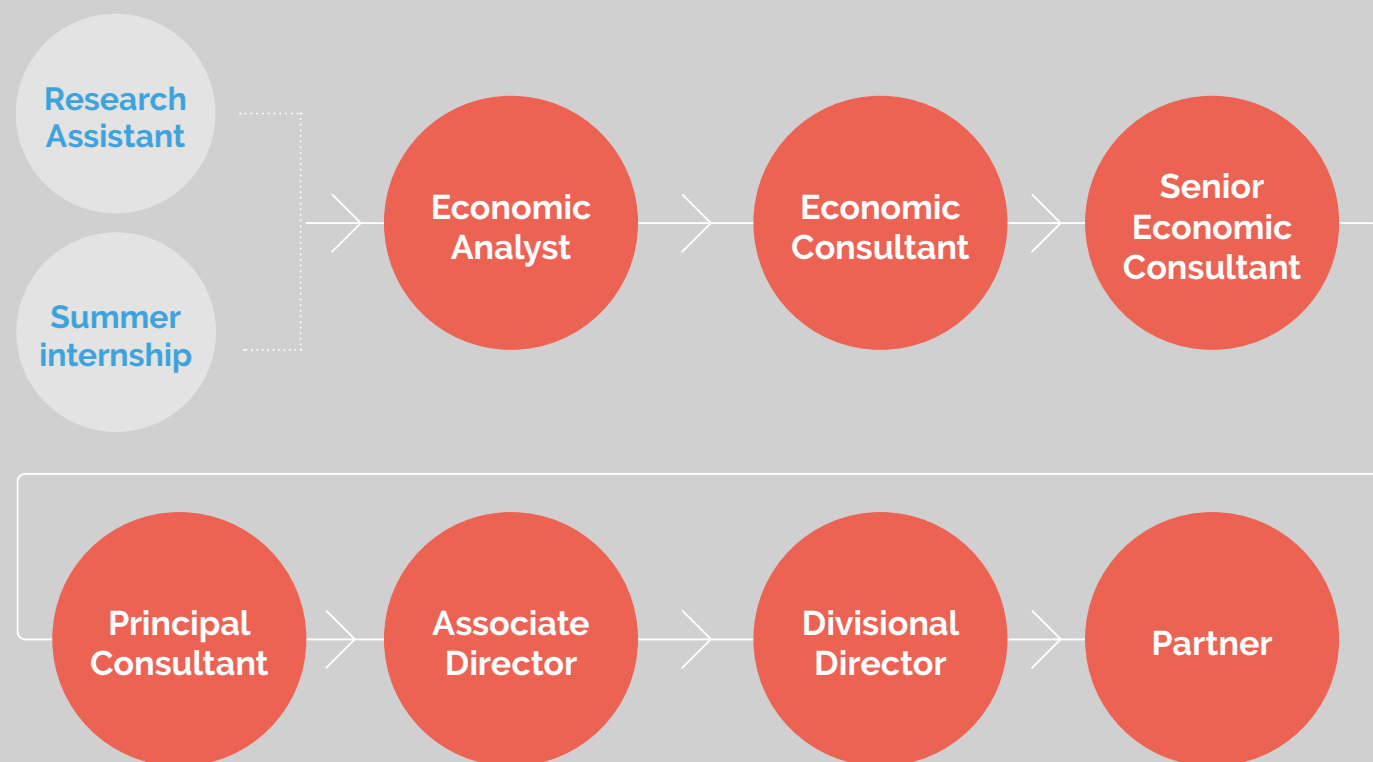 Research
Assistant
Summer
internship
Economic
Analyst
Economic
Consultant
Senior
Economic
Consultant
Principal
Consultant
Associate
Director
Divisional
Director
Partner